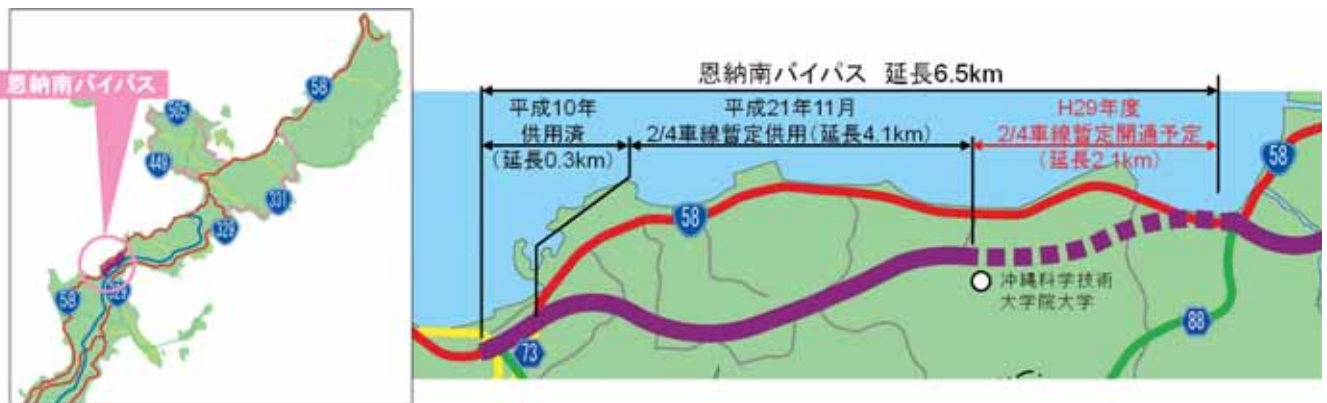 恩納南バイパス
58
505
449
331
329
58
329
恩納南バイパス 延長6.5km
平成10年
供用済
(延長0.3km)
平成21年11月
2/4車線暫定供用(延長4.1km)
H29年度
2/4車線暫定開通予定
(延長2.1km)
58
58
沖縄科学技術
大学院大学
73
88